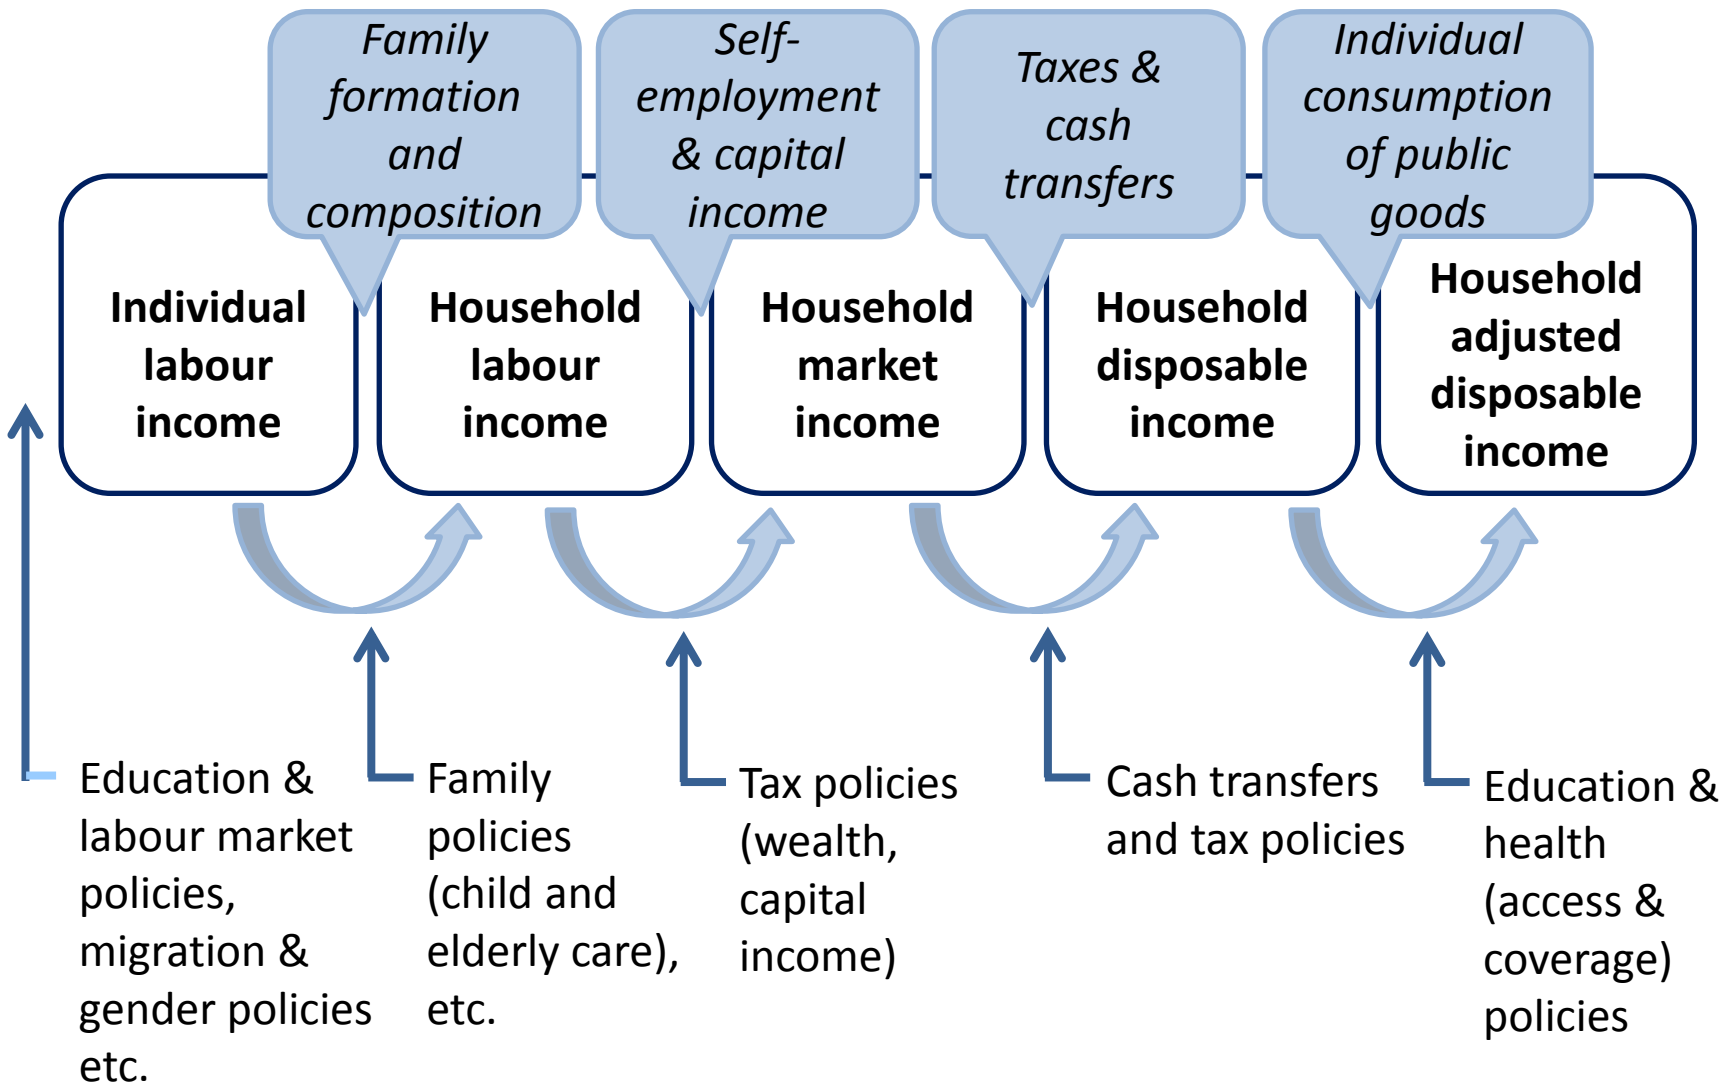 Family
formation
and
composition
Self-
employment
& capital
income
Taxes &
cash
transfers
Individual
consumption
of public
goods
Individual
labour
income
Household
labour
income
Household
market
income
Household
disposable
income
Household
adjusted
disposable
income
Education &
labour market
policies,
migration &
gender policies
etc.
Family
policies
(child and
elderly care),
etc.
Tax policies
(wealth,
capital
income)
Cash transfers
and tax policies
Education &
health
(access &
coverage)
policies